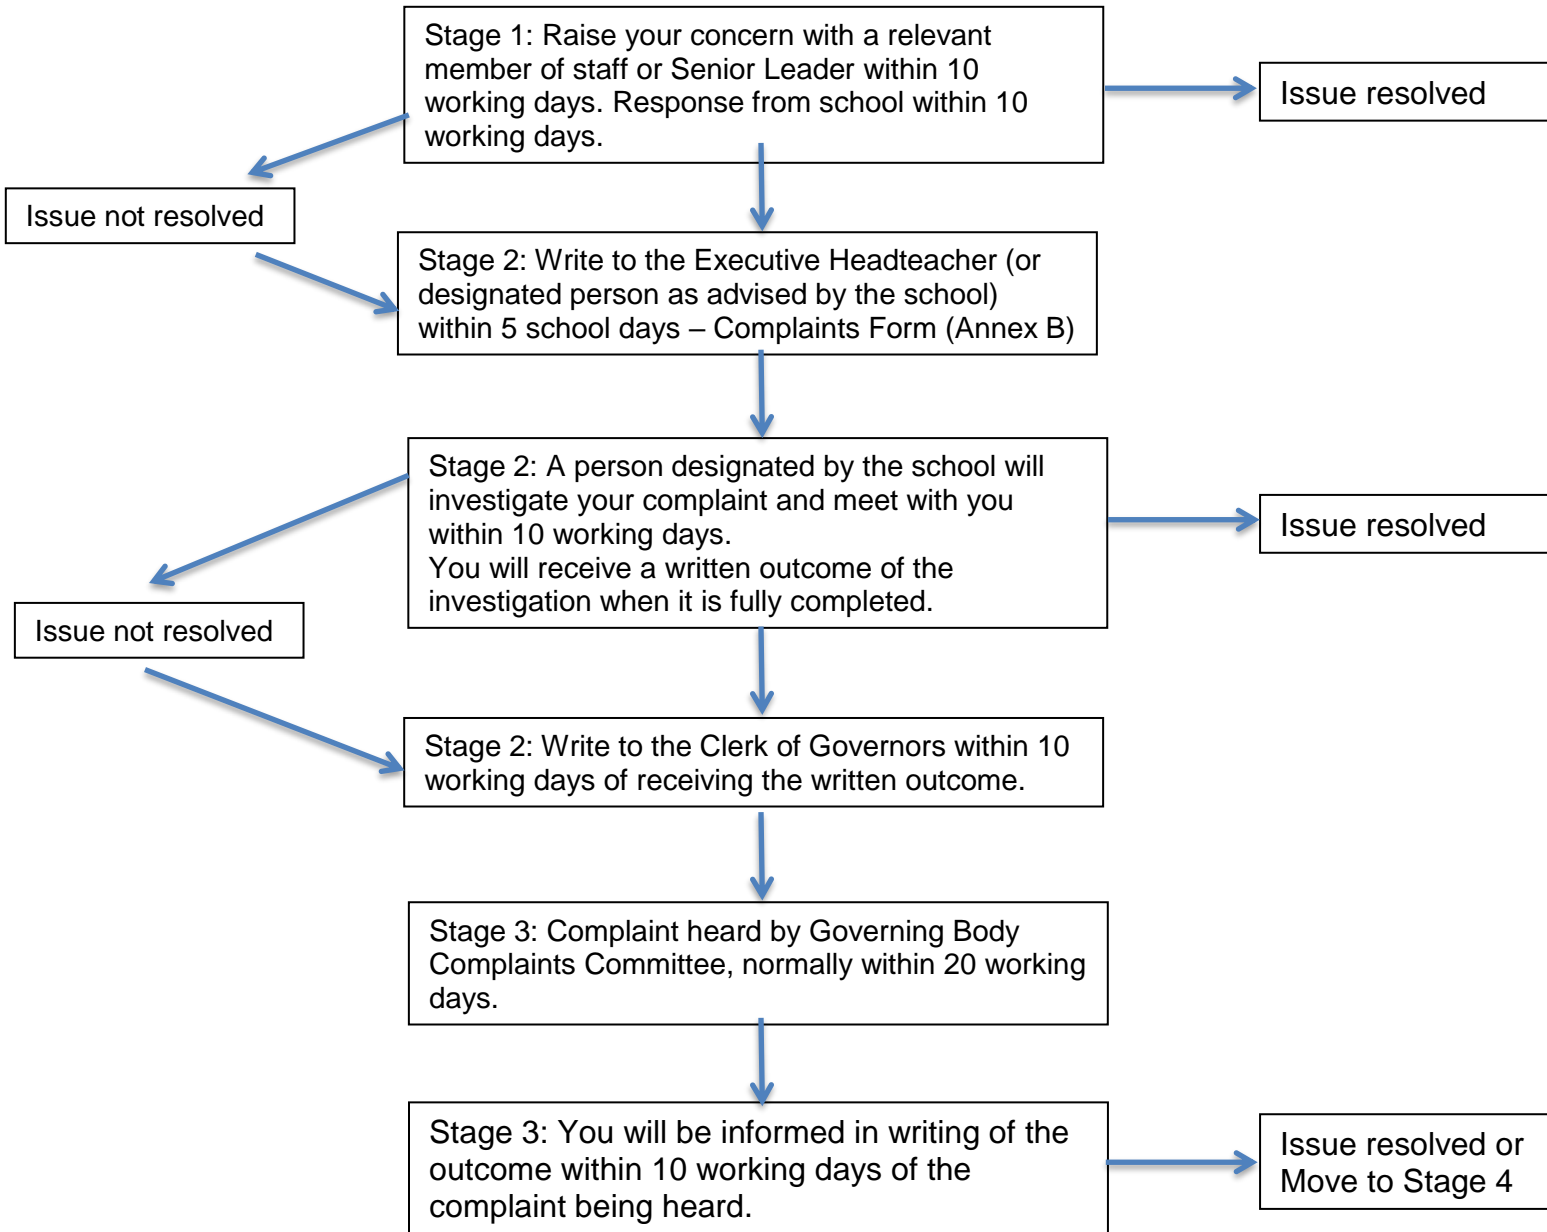 Stage 1: Raise your concern with a relevant
member of staff or Senior Leader within 10
working days. Response from school within 10
working days.
Issue resolved
Issue not resolved
Stage 2: Write to the Executive Headteacher (or
designated person as advised by the school)
within 5 school days – Complaints Form (Annex B)
Stage 2: A person designated by the school will
investigate your complaint and meet with you
within 10 working days.
You will receive a written outcome of the
investigation when it is fully completed.
Issue resolved
Issue not resolved
Stage 2: Write to the Clerk of Governors within 10
working days of receiving the written outcome.
Stage 3: Complaint heard by Governing Body
Complaints Committee, normally within 20 working
days.
Stage 3: You will be informed in writing of the
outcome within 10 working days of the
complaint being heard.
Issue resolved or
Move to Stage 4